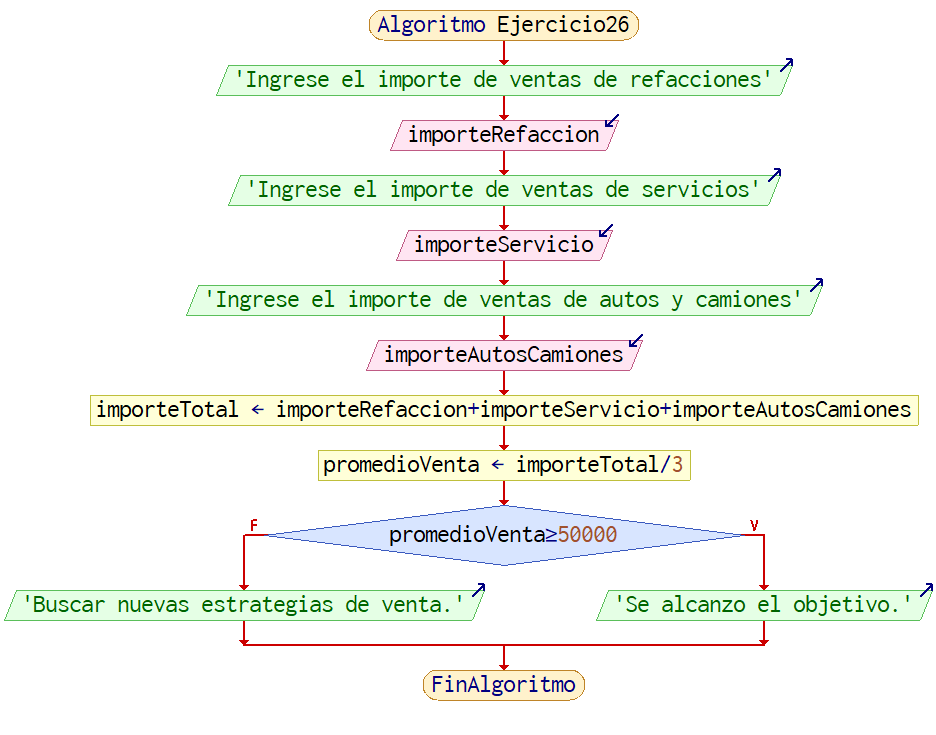 Algoritmo Ejercicio26
'Ingrese el importe de ventas de refacciones'
importeRefaccion
'Ingrese el importe de ventas de servicios'
importeServicio
'Ingrese el importe de ventas de autos y camiones'
importeAutosCamiones
importeTotal ← importeRefaccion+importeServicio+importeAutosCamiones
promedioVenta ← importeTotal/3
F
V
promedioVenta≥50000
'Buscar nuevas estrategias de venta.'
'Se alcanzo el objetivo.'
FinAlgoritmo